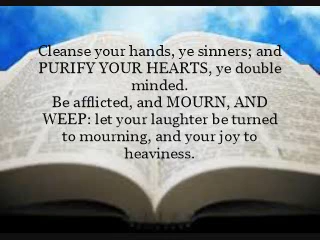 Cleanse your hands, ye sinners; and
PURIFY YOUR HEARTS, ye double
minded.
Be afflicted, and MOURN, AND
WEEP: let your laughter be turned
to mourning, and your joy to
heaviness.